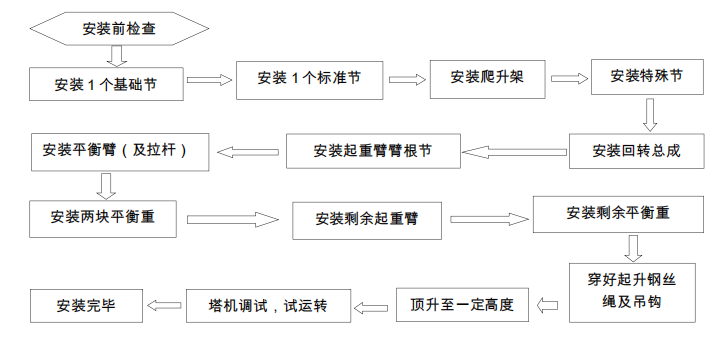 安装前检查
安装1个基础节
安装1个标准节
安装爬升架
安装特殊节
安装回转总成
安装起重臂臂根节
安装平衡臂（及拉杆）
安装两块平衡重
安装剩余起重臂
安装剩余平衡重
穿好起升钢丝
绳及吊钩
顶升至一定高度
塔机调试，试运转
安装完毕